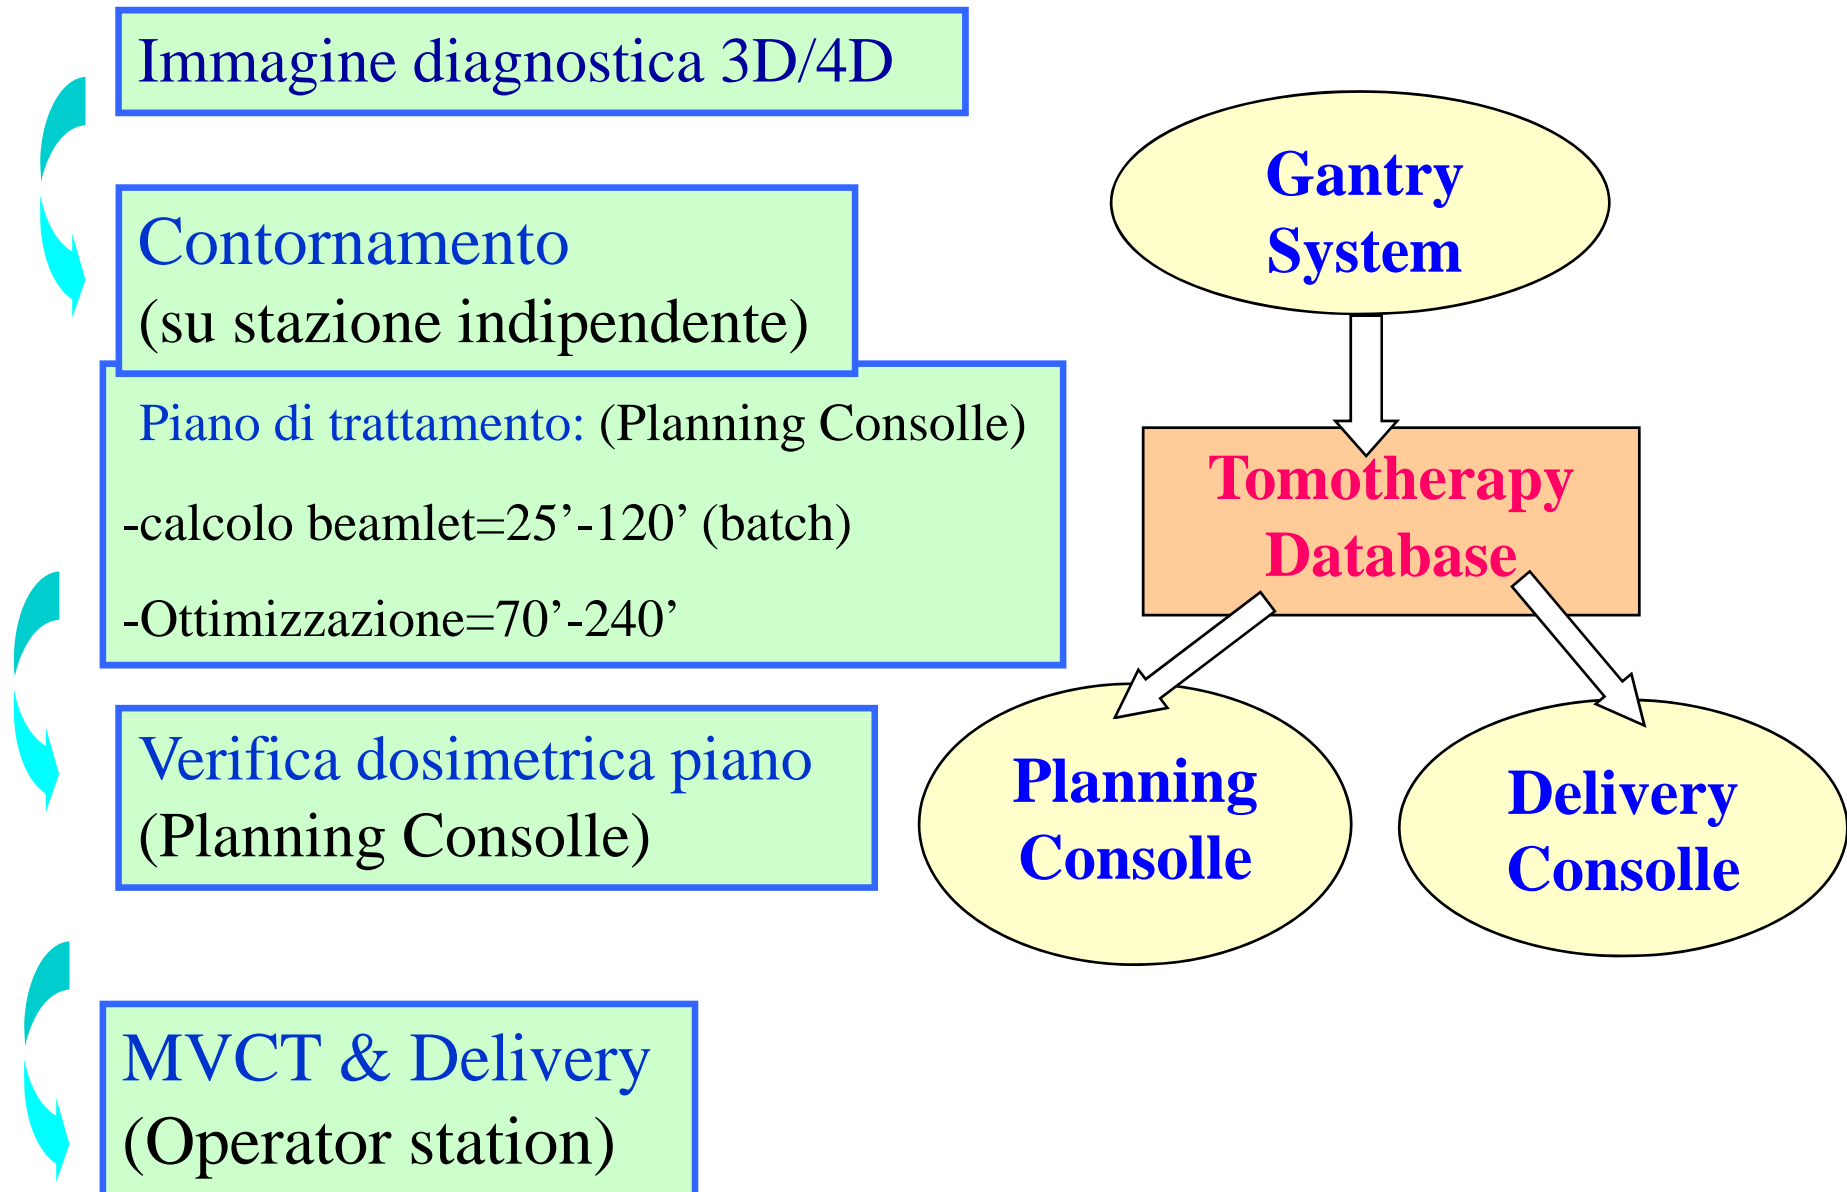 Immagine diagnostica 3D/4D
Contornamento
(su stazione indipendente)
Piano di trattamento: (Planning Consolle)
-calcolo beamlet=25’-120’ (batch)
-Ottimizzazione=70’-240’
Verifica dosimetrica piano
(Planning Consolle)
MVCT & Delivery
(Operator station)
Gantry
System
Tomotherapy
Database
Planning
Consolle
Delivery
Consolle